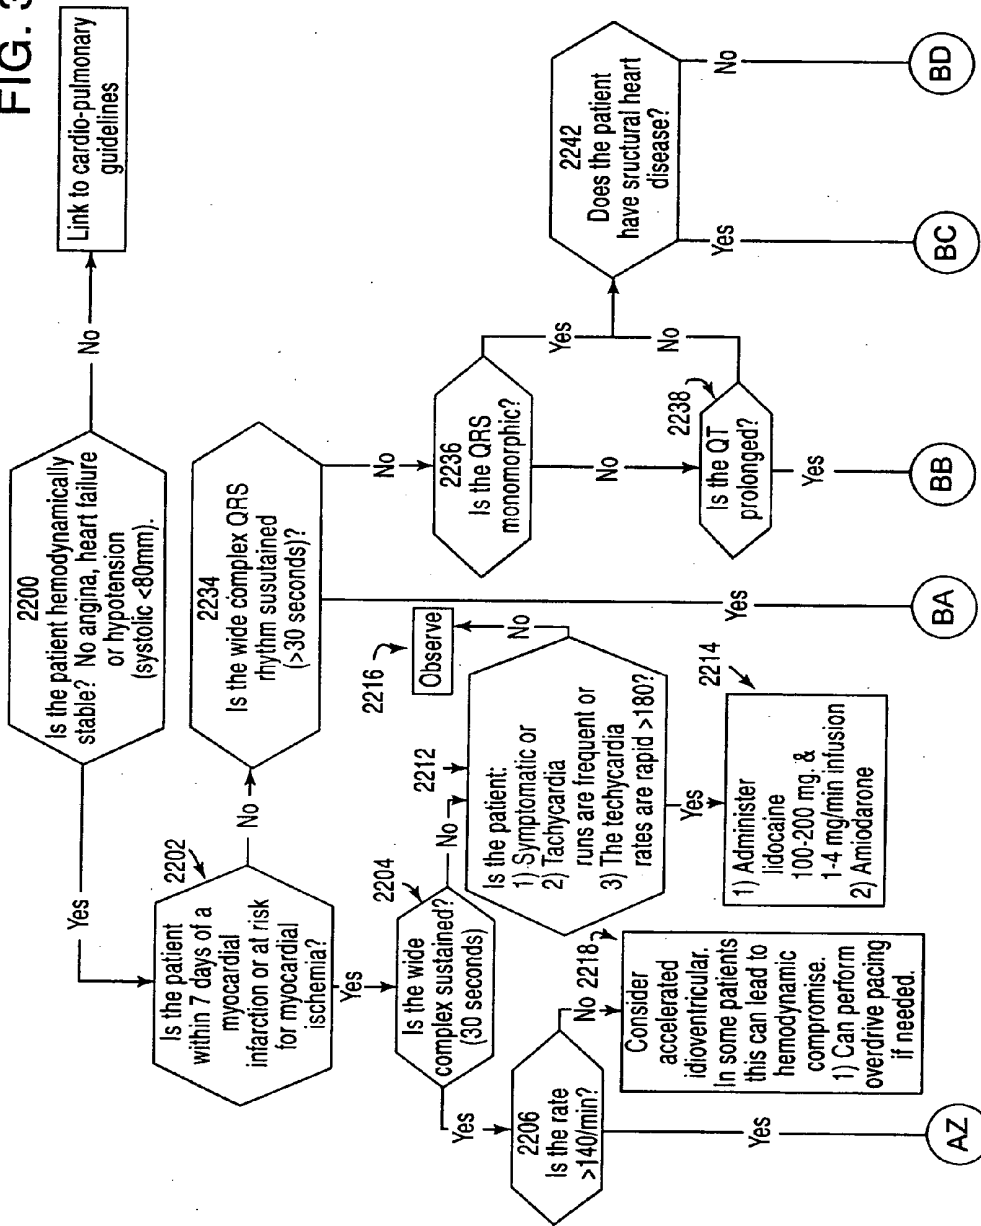 FIG. 3
2200
Is the patient hemodynamically
stable? No angina, heart failure
or hypotension
(systolic <80mm).
No
Link to cardio-pulmonary
guidelines
Yes
2202
Is the patient
within 7 days of a
myocardial
infarction or at risk
for myocardial
ischemia?
No
2234
Is the wide complex QRS
rhythm susutained
(>30 seconds)?
No
Yes
Yes
2204
Is the wide
complex sustained?
(30 seconds)
No
2212
Is the patient:
1) Symptomatic or
2) Tachycardia
runs are frequent or
3) The techycardia
rates are rapid >180?
No
2216
Observe
Yes
2214
1) Administer
lidocaine
100-200 mg. &
1-4 mg/min infusion
2) Amiodarone
Yes
2206
Is the rate
>140/min?
No
2218
Consider
accelerated
idioventricular.
In some patients
this can lead to
hemodynamic
compromise.
1) Can perform
overdrive pacing
if needed.
Yes
2236
Is the QRS
monomorphic?
Yes
No
2238
Is the QT
prolonged?
No
Yes
2242
Does the patient
have sructural heart
disease?
Yes
No
AZ
BA
BB
BC
BD